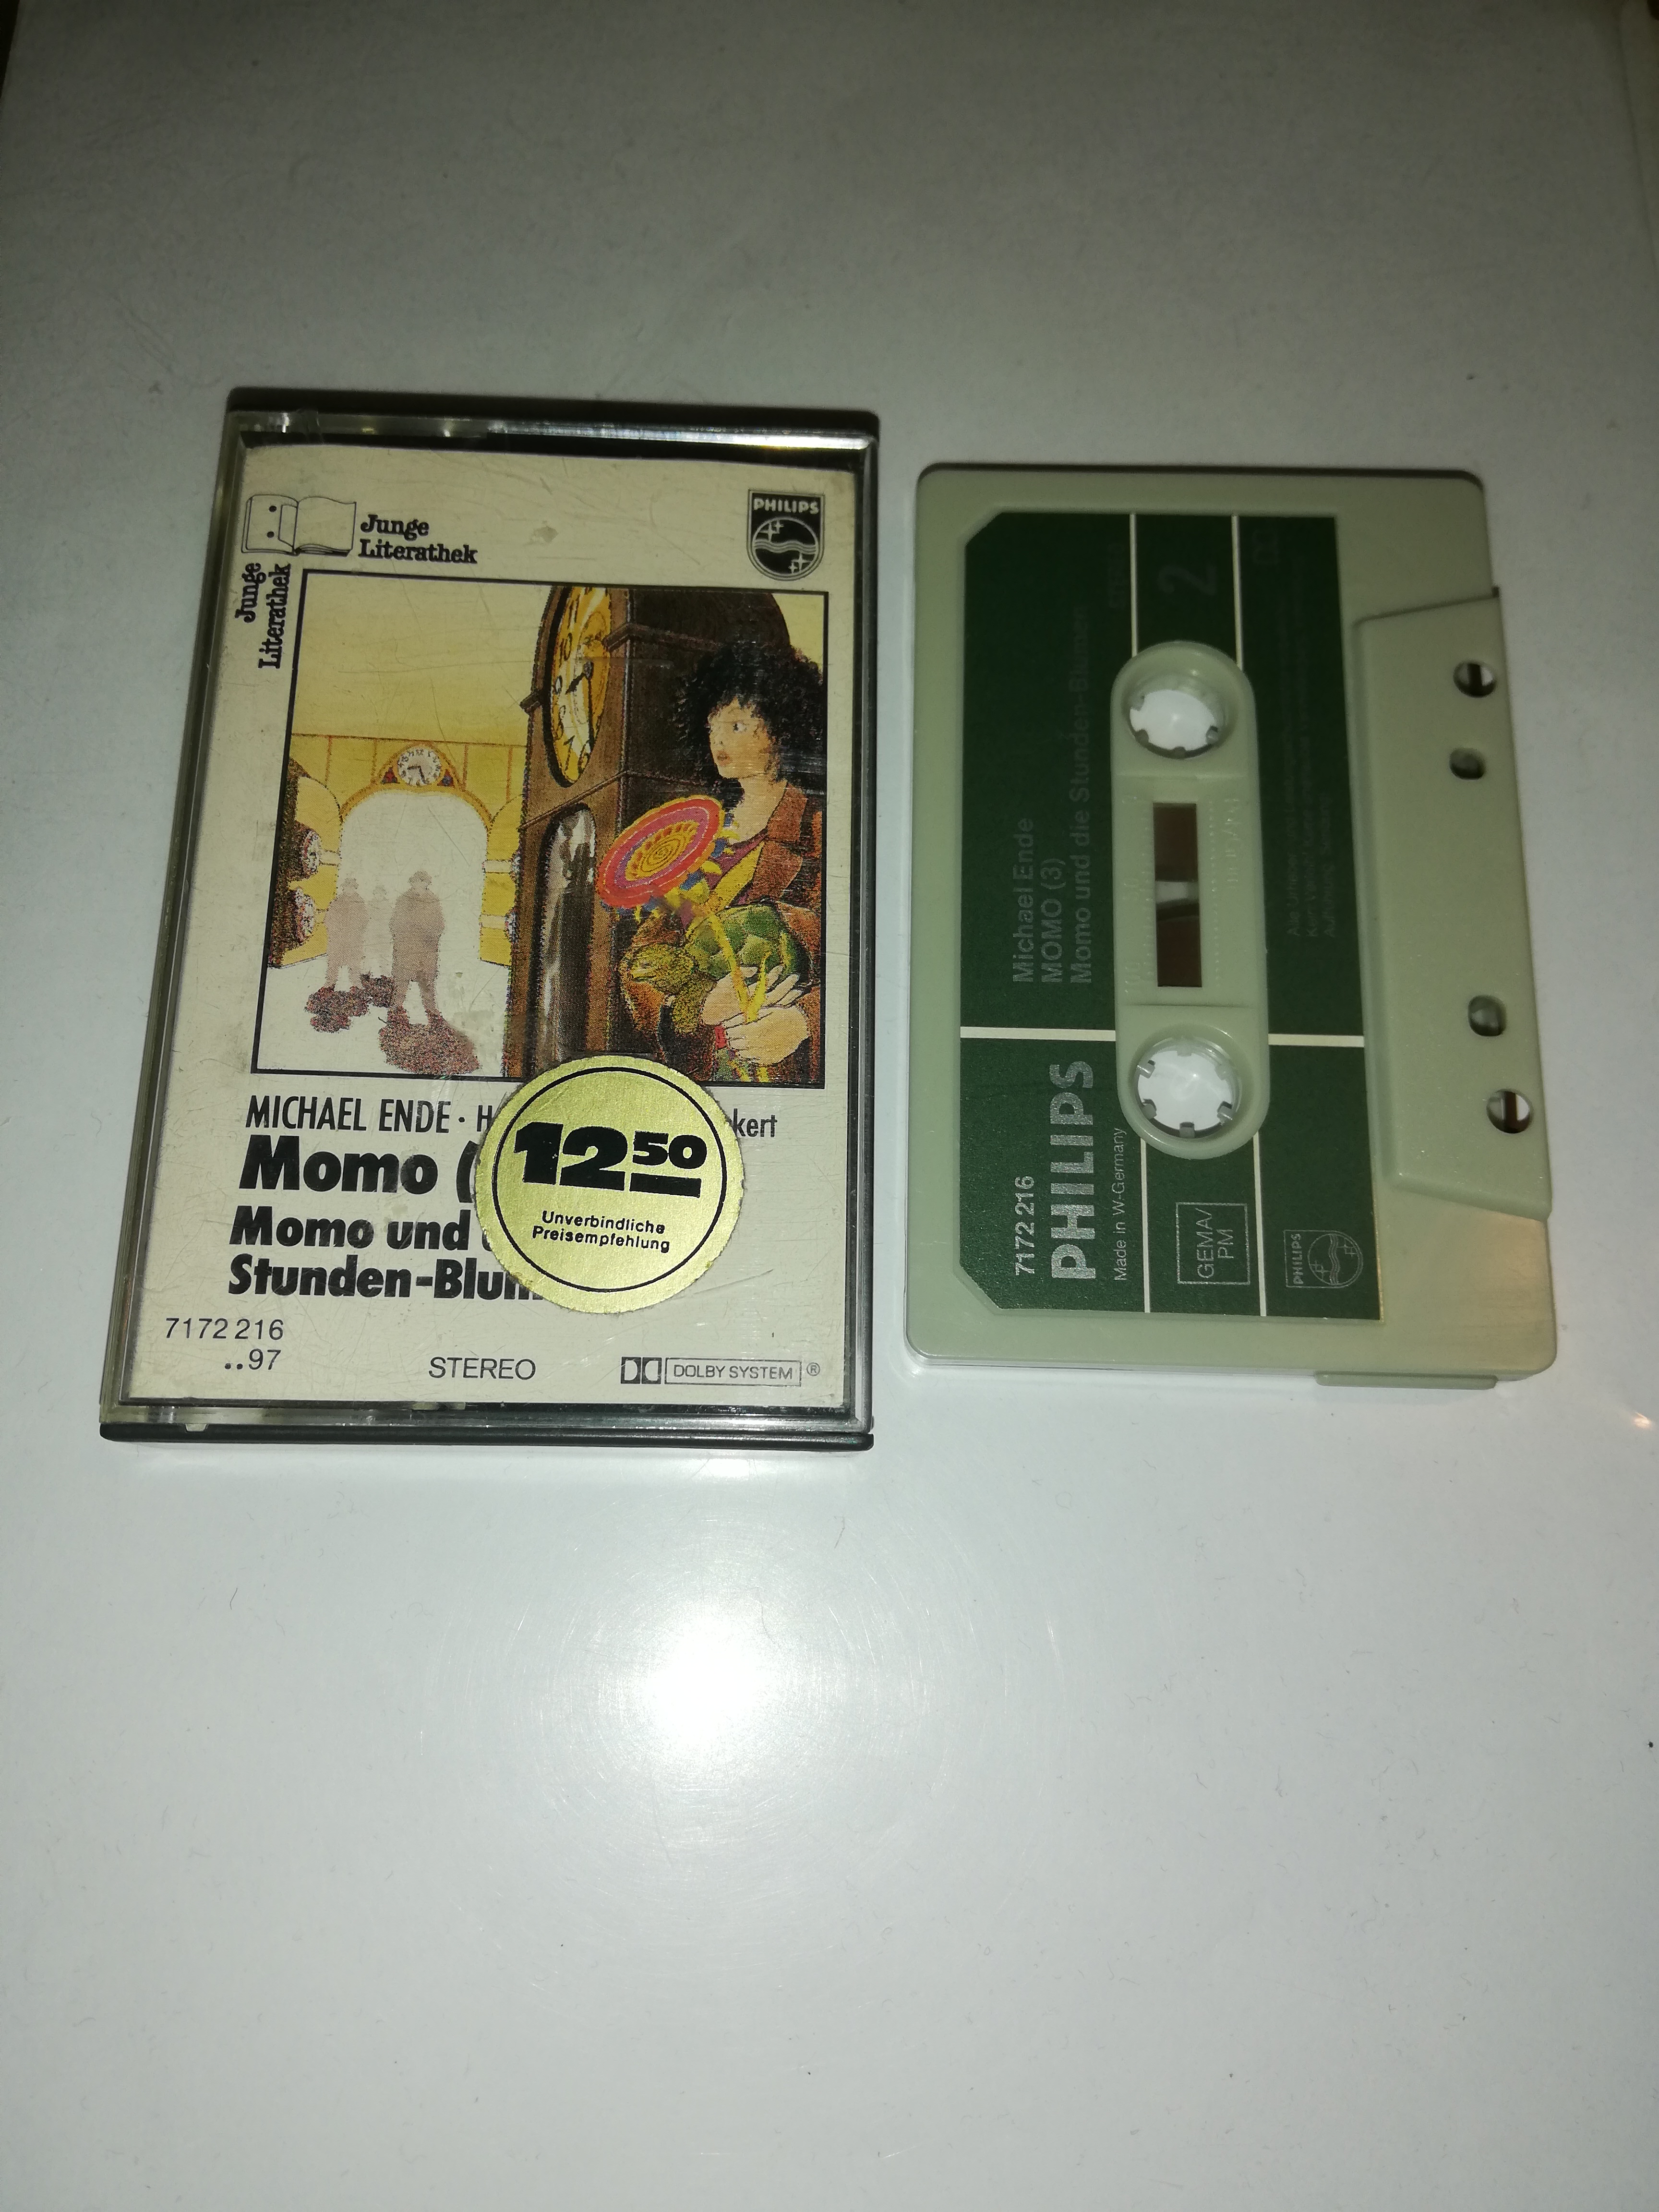 Junge
Literathek
PHILIPS
Junge
Literathek
MICHAEL ENDE · H
kert
Momo (
Momo und
Stunden-Blum
12 50
Unverbindliche
Preisempfehlung
7172 216
..97
STEREO
DOLBY SYSTEM ®
Michael Ende
MOMO (3)
Momo und die Stunden-Blumen
STEREO
2
7172 216
PHILIPS
Made in W-Germany
GEMA/
PM
PHILIPS